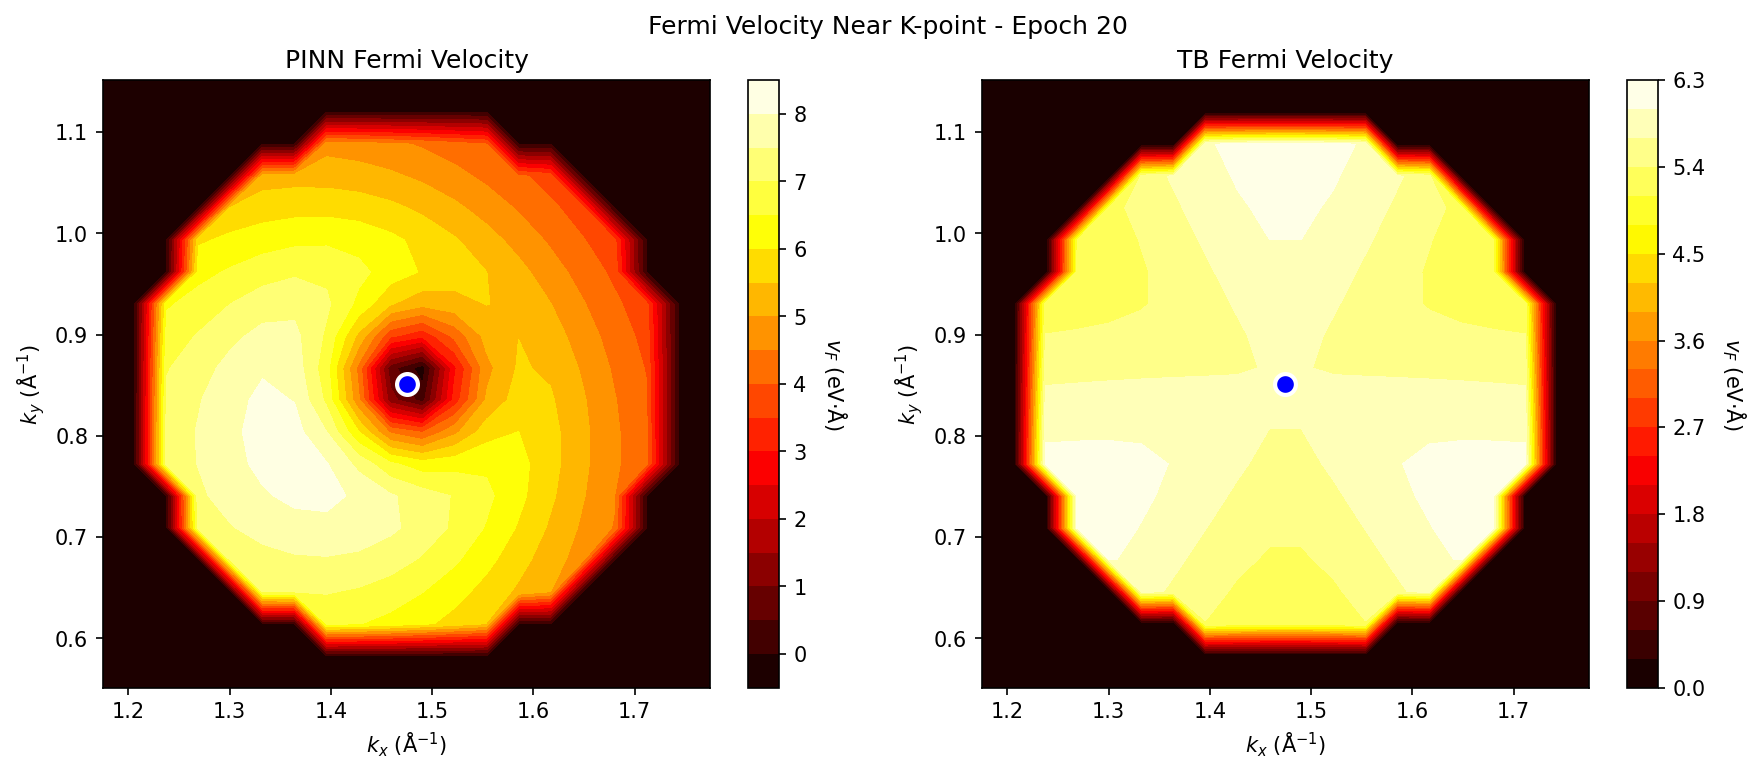 Fermi Velocity Near K-point - Epoch 20
PINN Fermi Velocity
1.1
1.0
0.9
0.8
0.7
0.6
k_y (Å⁻¹)
1.2 1.3 1.4 1.5 1.6 1.7
k_x (Å⁻¹)
8
7
6
5
4
3
2
1
0
v_F (eV·Å)
TB Fermi Velocity
1.1
1.0
0.9
0.8
0.7
0.6
k_y (Å⁻¹)
1.2 1.3 1.4 1.5 1.6 1.7
k_x (Å⁻¹)
6.3
5.4
4.5
3.6
2.7
1.8
0.9
0.0
v_F (eV·Å)